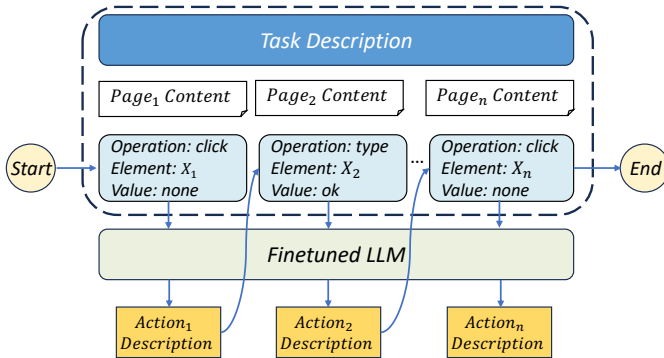 Task Description
Page₁ Content
Page₂ Content
Pageₙ Content
Start
Operation: click
Element: X₁
Value: none
Operation: type
Element: X₂
Value: ok
...
Operation: click
Element: Xₙ
Value: none
End
Finetuned LLM
Action₁
Description
Action₂
Description
Actionₙ
Description